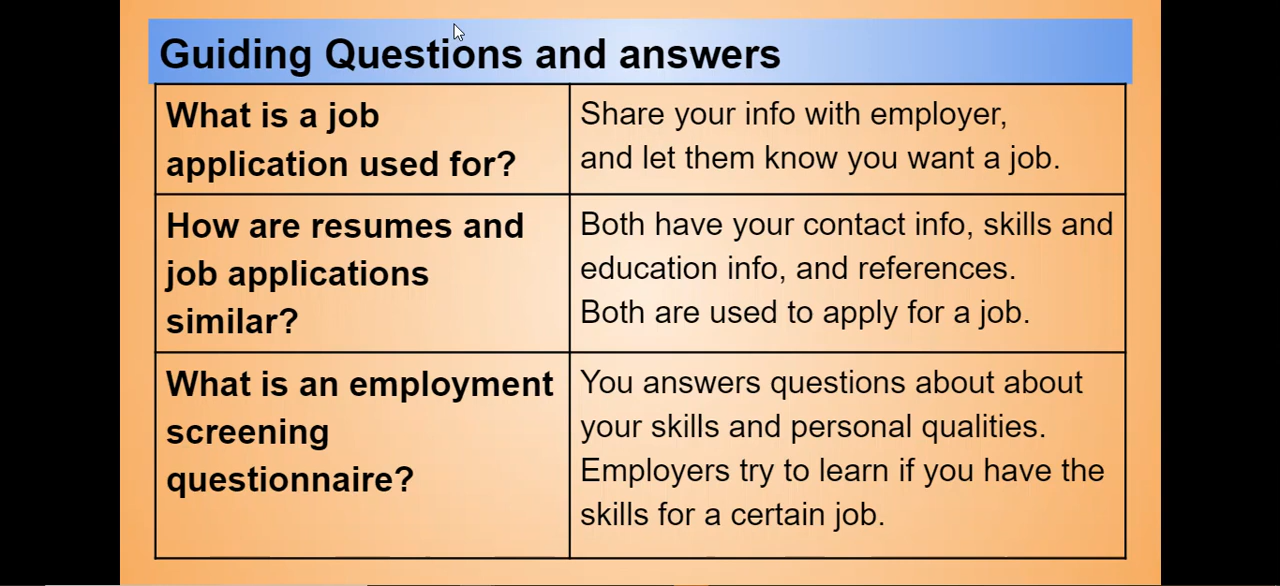 Guiding Questions and answers
What is a job
application used for?
Share your info with employer,
and let them know you want a job.
How are resumes and
job applications
similar?
Both have your contact info, skills and
education info, and references.
Both are used to apply for a job.
What is an employment
screening
questionnaire?
You answers questions about about
your skills and personal qualities.
Employers try to learn if you have the
skills for a certain job.